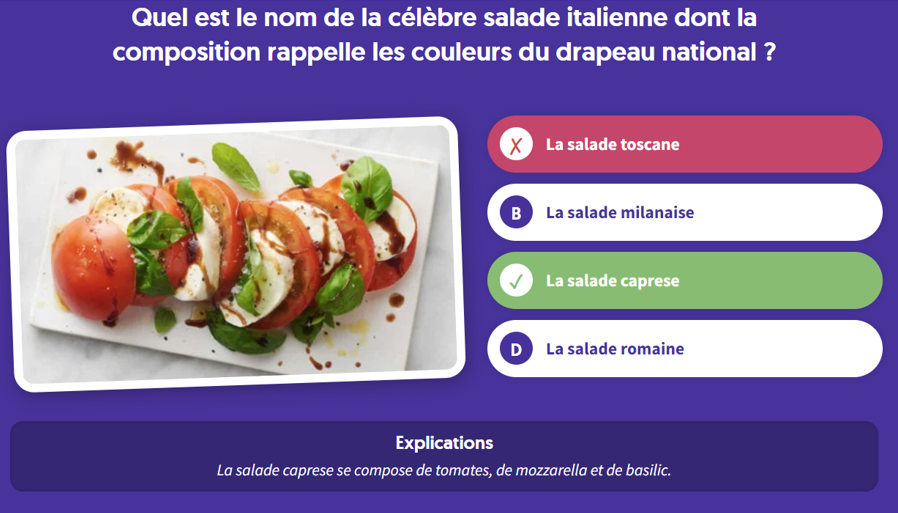 Quel est le nom de la célèbre salade italienne dont la
composition rappelle les couleurs du drapeau national ?
X La salade toscane
B La salade milanaise
✓ La salade caprese
D La salade romaine
Explications
La salade caprese se compose de tomates, de mozzarella et de basilic.